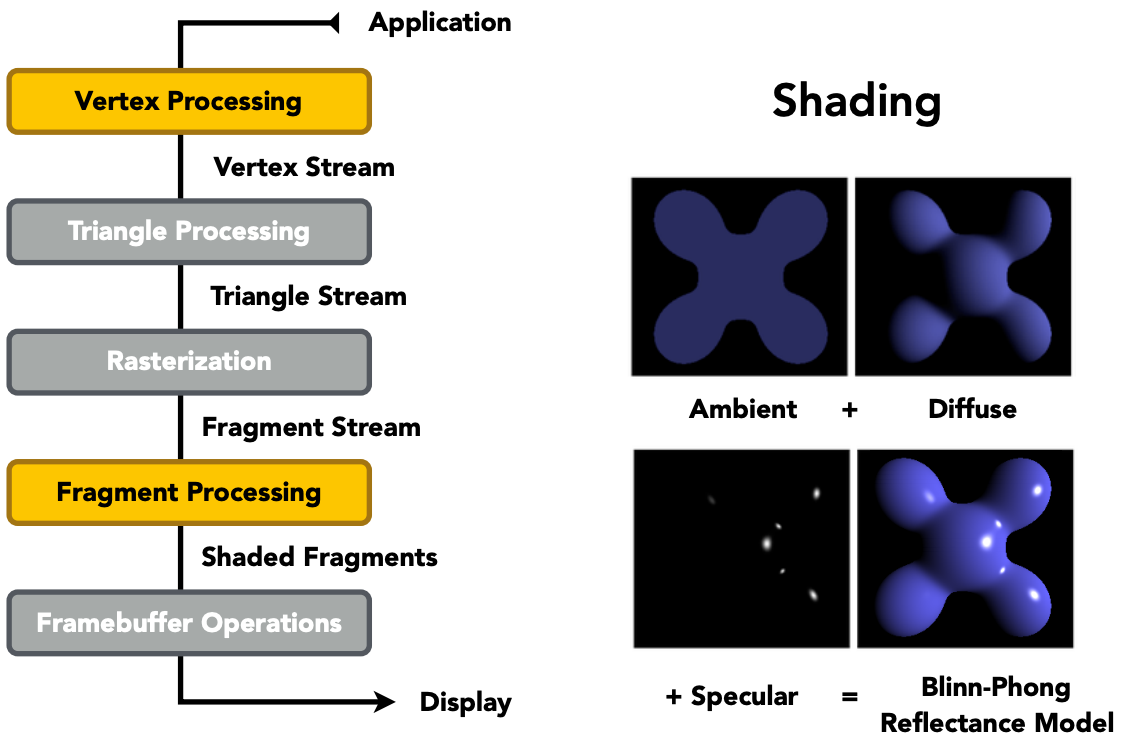 Application
Vertex Processing
Vertex Stream
Triangle Processing
Triangle Stream
Rasterization
Fragment Stream
Fragment Processing
Shaded Fragments
Framebuffer Operations
Display
Shading
Ambient + Diffuse
+ Specular = Blinn-Phong
Reflectance Model